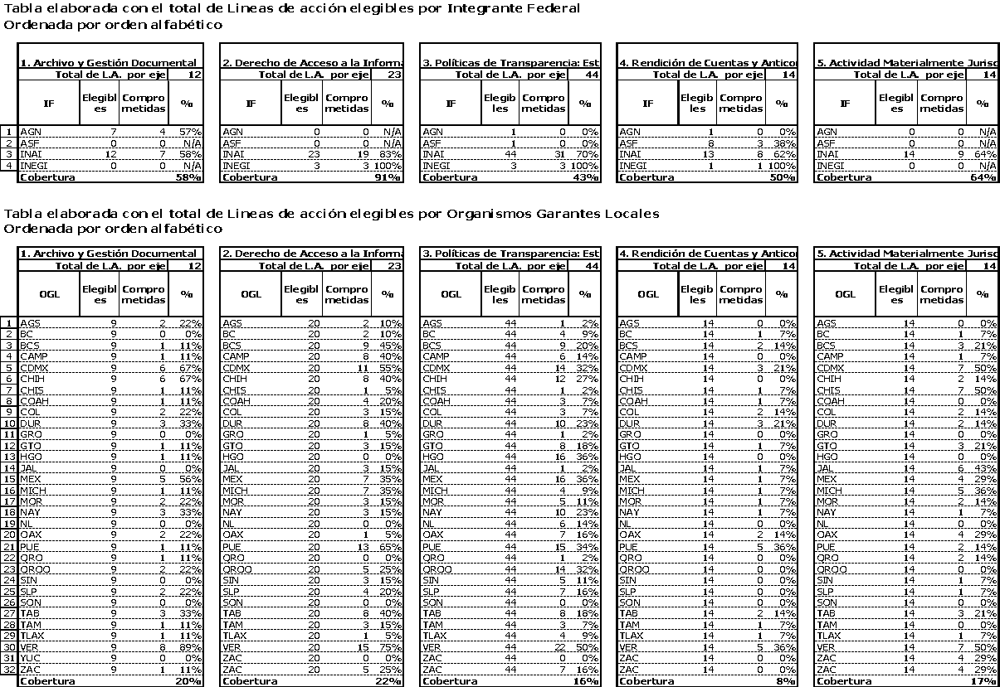 Tabla elaborada con el total de Lineas de acción elegibles por Integrante Federal
Ordenada por orden alfabético
1. Archivo y Gestión Documental 2. Derecho de Acceso a la Informa 3. Políticas de Transparencia: Est 4. Rendición de Cuentas y Anticor 5. Actividad Materialmente Jurisd
Total de L.A. por eje 12 Total de L.A. por eje 23 Total de L.A. por eje 44 Total de L.A. por eje 14 Total de L.A. por eje 14
IF Elegibl es Compro metidas % IF Elegibl es Compro metidas % IF Elegib les Compro metidas % IF Elegib les Compro metidas % IF Elegibl es Compro metidas %
1 AGN 7 4 57% AGN 0 0 N/A AGN 1 0 0% AGN 1 0 0% AGN 0 0 N/A
2 ASF 0 0 N/A ASF 0 0 N/A ASF 1 0 0% ASF 8 3 38% ASF 0 0 N/A
3 INAI 12 7 58% INAI 23 19 83% INAI 44 31 70% INAI 13 8 62% INAI 14 9 64%
4 INEGI 0 0 N/A INEGI 3 3 100% INEGI 3 3 100% INEGI 1 1 100% INEGI 0 0 N/A
Cobertura 58% Cobertura 91% Cobertura 43% Cobertura 50% Cobertura 64%
Tabla elaborada con el total de Lineas de acción elegibles por Organismos Garantes Locales
Ordenada por orden alfabético
1. Archivo y Gestión Documental 2. Derecho de Acceso a la Informa 3. Políticas de Transparencia: Est 4. Rendición de Cuentas y Anticor 5. Actividad Materialmente Jurisd
Total de L.A. por eje 12 Total de L.A. por eje 23 Total de L.A. por eje 44 Total de L.A. por eje 14 Total de L.A. por eje 14
OGL Elegibl es Compro metidas % OGL Elegibl es Compro metidas % OGL Elegib les Compro metidas % OGL Elegib les Compro metidas % OGL Elegibl es Compro metidas %
1 AGS 9 2 22% AGS 20 2 10% AGS 44 1 2% AGS 14 0 0% AGS 14 0 0%
2 BC 9 0 0% BC 20 2 10% BC 44 4 9% BC 14 1 7% BC 14 1 7%
3 BCS 9 1 11% BCS 20 9 45% BCS 44 9 20% BCS 14 2 14% BCS 14 3 21%
4 CAMP 9 1 11% CAMP 20 8 40% CAMP 44 6 14% CAMP 14 0 0% CAMP 14 1 7%
5 CDMX 9 6 67% CDMX 20 11 55% CDMX 44 14 32% CDMX 14 3 21% CDMX 14 7 50%
6 CHIH 9 6 67% CHIH 20 8 40% CHIH 44 12 27% CHIH 14 0 0% CHIH 14 2 14%
7 CHIS 9 1 11% CHIS 20 1 5% CHIS 44 1 2% CHIS 14 1 7% CHIS 14 7 50%
8 COAH 9 1 11% COAH 20 4 20% COAH 44 3 7% COAH 14 1 7% COAH 14 0 0%
9 COL 9 2 22% COL 20 3 15% COL 44 3 7% COL 14 2 14% COL 14 2 14%
10 DUR 9 3 33% DUR 20 8 40% DUR 44 10 23% DUR 14 3 21% DUR 14 2 14%
11 GRO 9 0 0% GRO 20 1 5% GRO 44 1 2% GRO 14 0 0% GRO 14 0 0%
12 GTO 9 1 11% GTO 20 3 15% GTO 44 8 18% GTO 14 1 7% GTO 14 3 21%
13 HGO 9 1 11% HGO 20 0 0% HGO 44 16 36% HGO 14 0 0% HGO 14 0 0%
14 JAL 9 0 0% JAL 20 3 15% JAL 44 1 2% JAL 14 1 7% JAL 14 6 43%
15 MEX 9 5 56% MEX 20 7 35% MEX 44 16 36% MEX 14 1 7% MEX 14 4 29%
16 MICH 9 1 11% MICH 20 7 35% MICH 44 4 9% MICH 14 1 7% MICH 14 5 36%
17 MOR 9 2 22% MOR 20 3 15% MOR 44 5 11% MOR 14 1 7% MOR 14 2 14%
18 NAY 9 3 33% NAY 20 3 15% NAY 44 10 23% NAY 14 1 7% NAY 14 1 7%
19 NL 9 0 0% NL 20 0 0% NL 44 6 14% NL 14 0 0% NL 14 0 0%
20 OAX 9 2 22% OAX 20 1 5% OAX 44 7 16% OAX 14 2 14% OAX 14 4 29%
21 PUE 9 1 11% PUE 20 13 65% PUE 44 15 34% PUE 14 5 36% PUE 14 2 14%
22 QRO 9 1 11% QRO 20 0 0% QRO 44 1 2% QRO 14 0 0% QRO 14 2 14%
23 QROO 9 2 22% QROO 20 5 25% QROO 44 14 32% QROO 14 0 0% QROO 14 0 0%
24 SIN 9 0 0% SIN 20 3 15% SIN 44 5 11% SIN 14 0 0% SIN 14 1 7%
25 SLP 9 2 22% SLP 20 4 20% SLP 44 7 16% SLP 14 0 0% SLP 14 1 7%
26 SON 9 0 0% SON 20 0 0% SON 44 0 0% SON 14 0 0% SON 14 0 0%
27 TAB 9 3 33% TAB 20 8 40% TAB 44 8 18% TAB 14 2 14% TAB 14 3 21%
28 TAM 9 1 11% TAM 20 3 15% TAM 44 3 7% TAM 14 1 7% TAM 14 0 0%
29 TLAX 9 1 11% TLAX 20 1 5% TLAX 44 4 9% TLAX 14 1 7% TLAX 14 1 7%
30 VER 9 8 89% VER 20 15 75% VER 44 22 50% VER 14 5 36% VER 14 7 50%
31 YUC 9 0 0% ZAC 20 0 0% ZAC 44 0 0% ZAC 14 0 0% ZAC 14 4 29%
32 ZAC 9 1 11% ZAC 20 5 25% ZAC 44 7 16% ZAC 14 0 0% ZAC 14 4 29%
Cobertura 20% Cobertura 22% Cobertura 16% Cobertura 8% Cobertura 17%